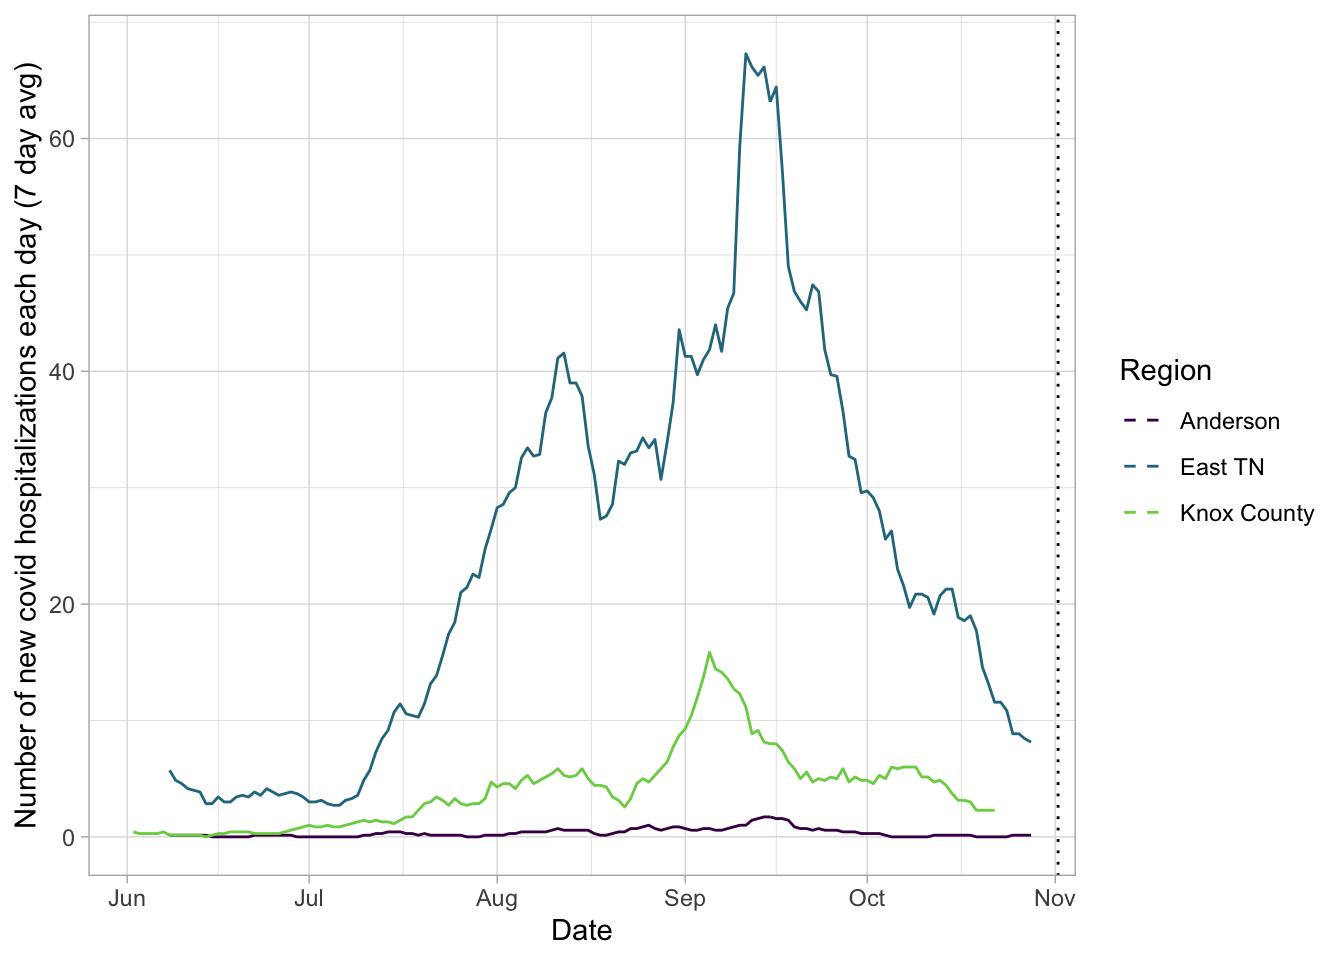 Number of new covid hospitalizations each day (7 day avg)
60
40
20
0
Jun Jul Aug Sep Oct Nov
Date
Region
Anderson
East TN
Knox County